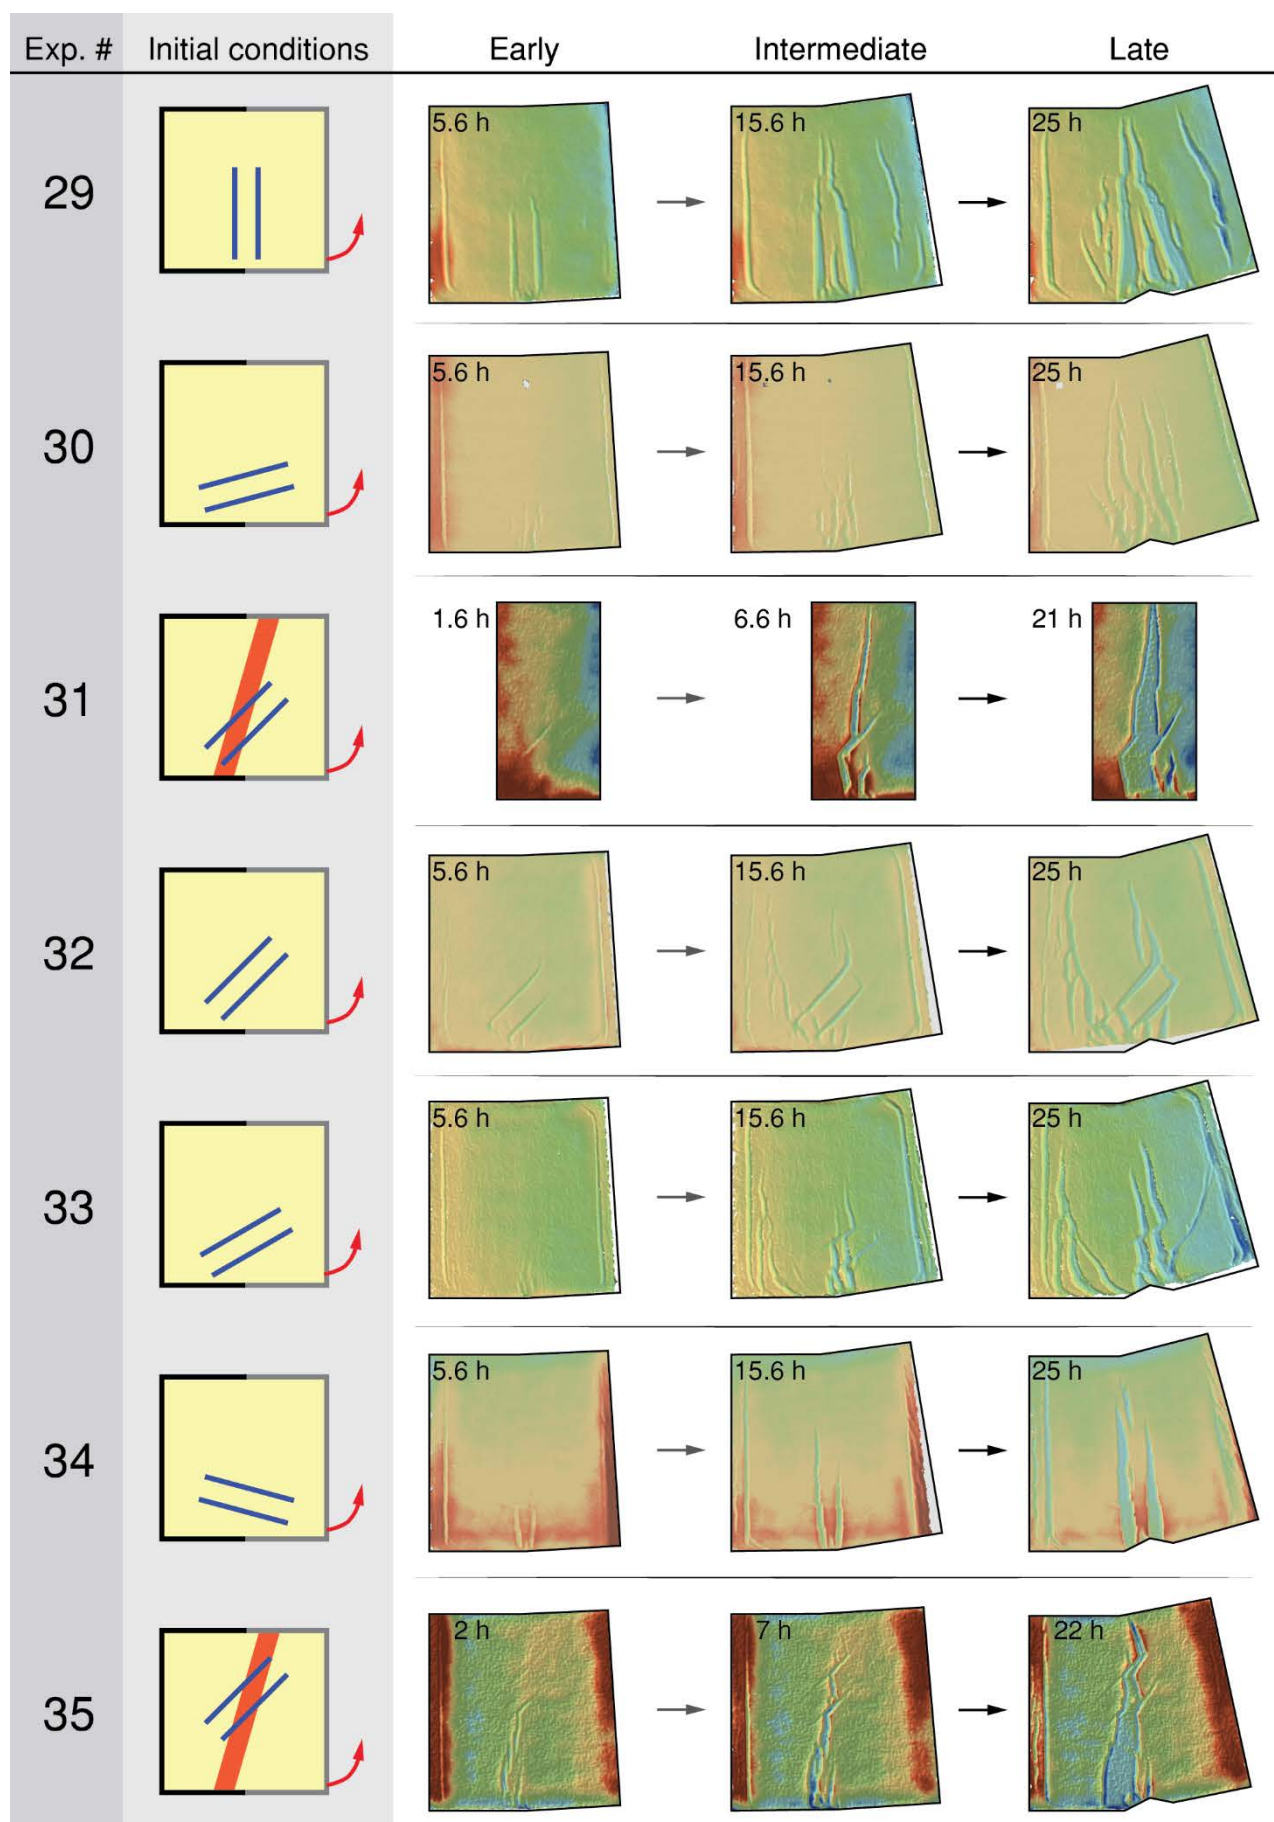 Exp. # Initial conditions Early Intermediate Late
29 5.6 h 15.6 h 25 h
30 5.6 h 15.6 h 25 h
31 1.6 h 6.6 h 21 h
32 5.6 h 15.6 h 25 h
33 5.6 h 15.6 h 25 h
34 5.6 h 15.6 h 25 h
35 2 h 7 h 22 h